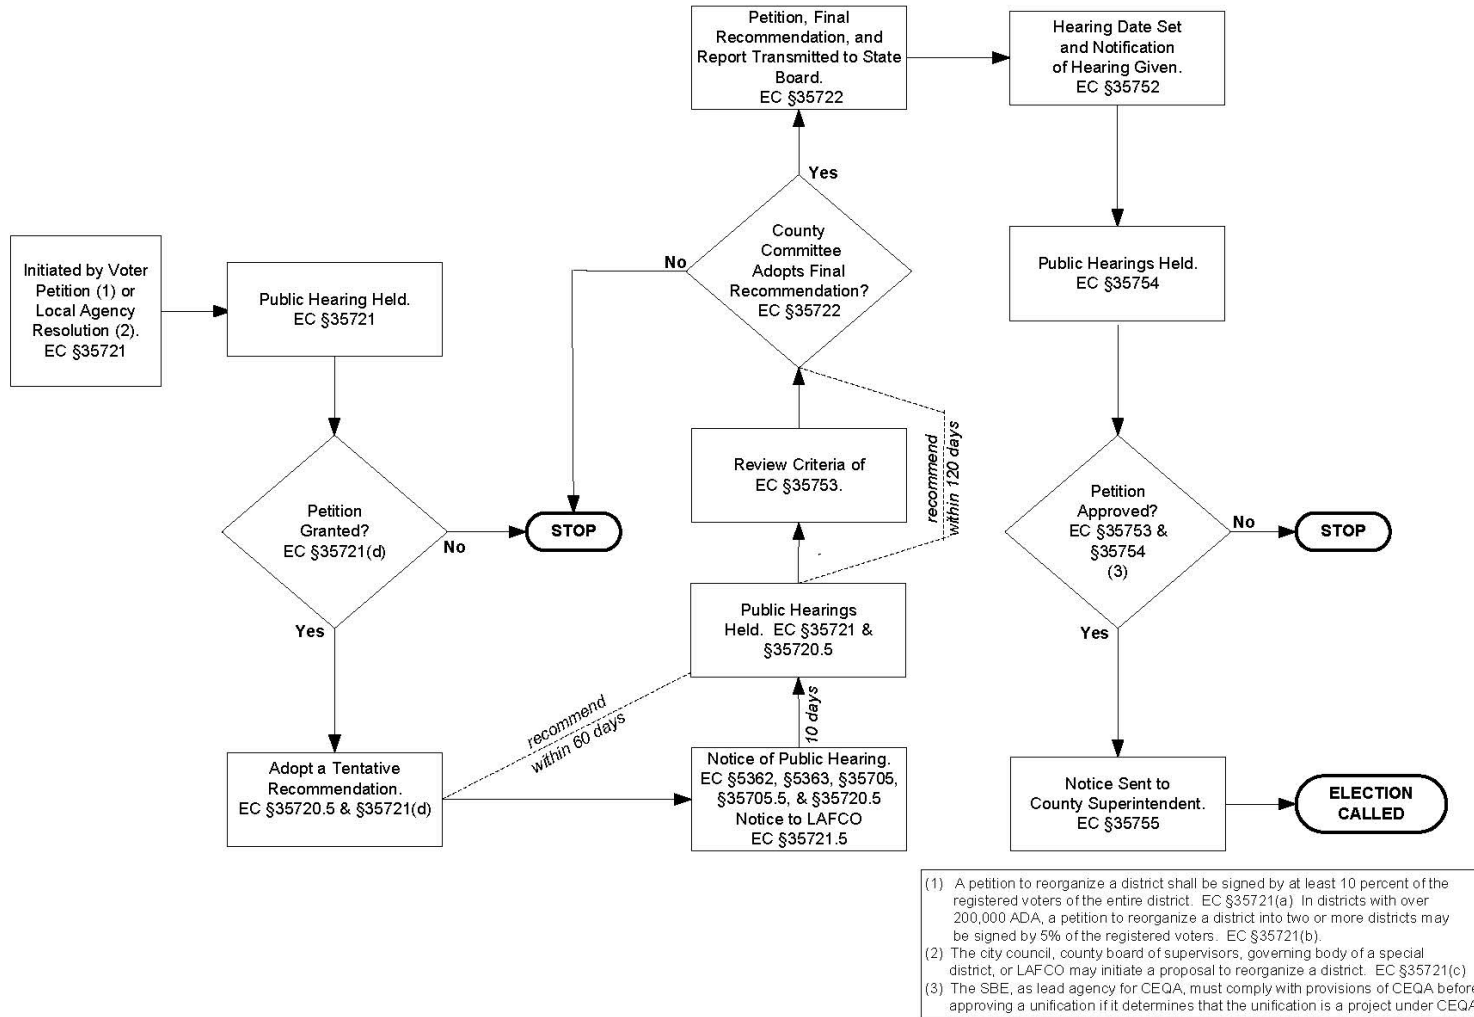 Initiated by Voter
Petition (1) or
Local Agency
Resolution (2).
EC §35721
Public Hearing Held.
EC §35721
Petition
Granted?
EC §35721(d)
No
STOP
Yes
Adopt a Tentative
Recommendation.
EC §35720.5 & §35721(d)
recommend
within 60 days
Notice of Public Hearing.
EC §5362, §5363, §35705,
§35705.5, & §35720.5
Notice to LAFCO
EC §35721.5
10 days
Public Hearings
Held. EC §35721 &
§35720.5
Review Criteria of
EC §35753.
recommend
within 120 days
County
Committee
Adopts Final
Recommendation?
EC §35722
No
Yes
Petition, Final
Recommendation, and
Report Transmitted to State
Board.
EC §35722
Hearing Date Set
and Notification
of Hearing Given.
EC §35752
Public Hearings Held.
EC §35754
Petition
Approved?
EC §35753 &
§35754
(3)
No
STOP
Yes
Notice Sent to
County Superintendent.
EC §35755
ELECTION
CALLED
(1) A petition to reorganize a district shall be signed by at least 10 percent of the
registered voters of the entire district. EC §35721(a) In districts with over
200,000 ADA, a petition to reorganize a district into two or more districts may
be signed by 5% of the registered voters. EC §35721(b).
(2) The city council, county board of supervisors, governing body of a special
district, or LAFCO may initiate a proposal to reorganize a district. EC §35721(c)
(3) The SBE, as lead agency for CEQA, must comply with provisions of CEQA before
approving a unification if it determines that the unification is a project under CEQA